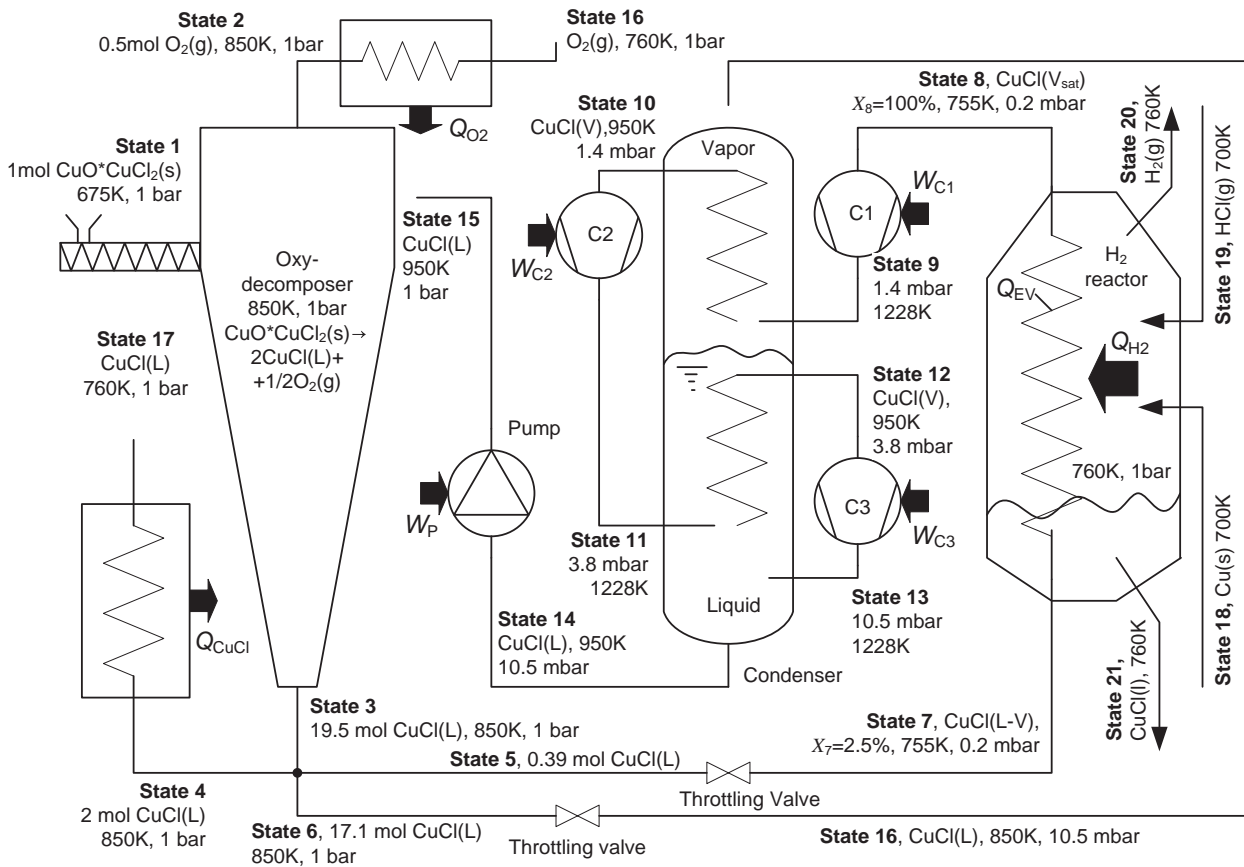 State 2
0.5mol O2(g), 850K, 1bar
State 16
O2(g), 760K, 1bar
QO2
State 1
1mol CuO*CuCl2(s)
675K, 1 bar
Oxy-
decomposer
850K, 1bar
CuO*CuCl2(s)→
2CuCl(L)+
+1/2O2(g)
State 17
CuCl(L)
760K, 1 bar
QCuCl
State 3
19.5 mol CuCl(L), 850K, 1 bar
State 4
2 mol CuCl(L)
850K, 1 bar
State 5, 0.39 mol CuCl(L)
State 6, 17.1 mol CuCl(L)
850K, 1 bar
Throttling valve
Throttling Valve
State 16, CuCl(L), 850K, 10.5 mbar
State 15
CuCl(L)
950K
1 bar
Pump
WP
State 14
CuCl(L), 950K
10.5 mbar
State 10
CuCl(V),950K
1.4 mbar
C2
WC2
State 11
3.8 mbar
1228K
Vapor
Liquid
Condenser
State 8, CuCl(Vsat)
X8=100%, 755K, 0.2 mbar
C1
WC1
State 9
1.4 mbar
1228K
State 12
CuCl(V),
950K
3.8 mbar
C3
WC3
State 13
10.5 mbar
1228K
State 7, CuCl(L-V),
X7=2.5%, 755K, 0.2 mbar
QEV
H2
reactor
QH2
760K, 1bar
State 20,
H2(g) 760K
State 19, HCl(g) 700K
State 18, Cu(s) 700K
State 21,
CuCl(l), 760K